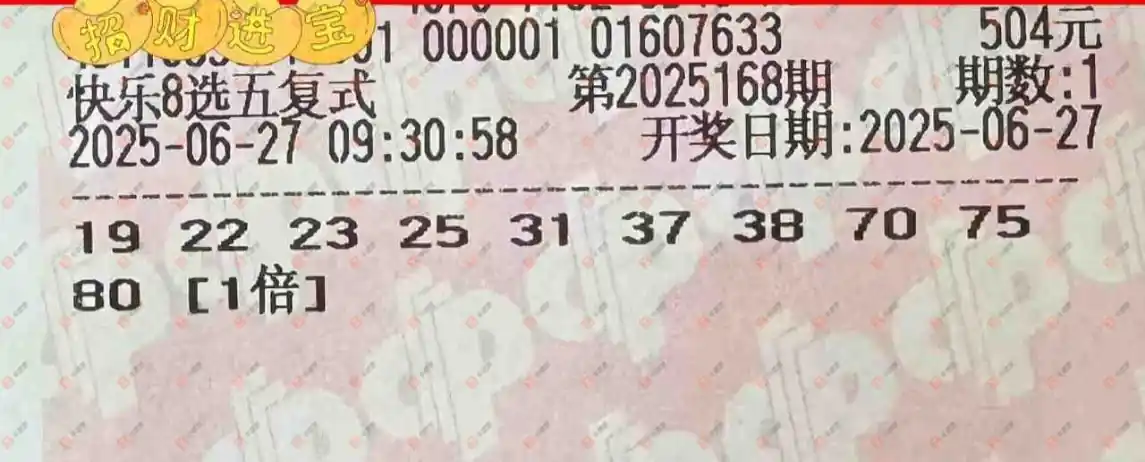 招财进宝
000001 01607633 504元
快乐8选五复式 第2025168期 期数:1
2025-06-27 09:30:58 开奖日期:2025-06-27
19 22 23 25 31 37 38 70 75
80 [1倍]